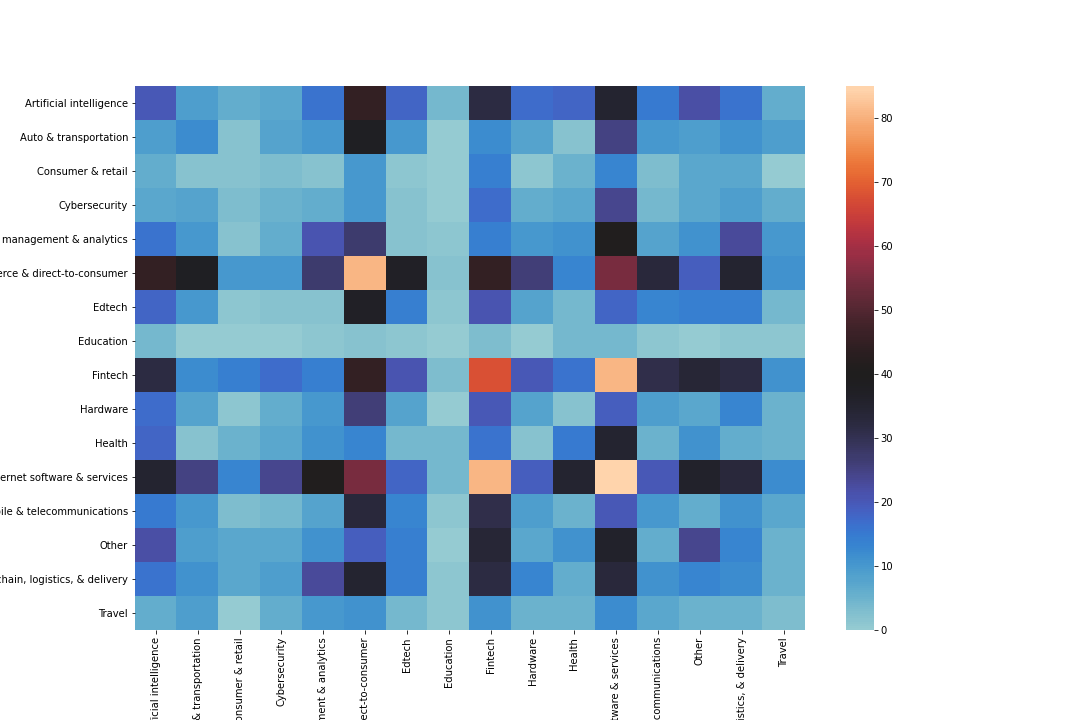 Artificial intelligence
Auto & transportation
Consumer & retail
Cybersecurity
management & analytics
erce & direct-to-consumer
Edtech
Education
Fintech
Hardware
Health
ernet software & services
ile & telecommunications
Other
hain, logistics, & delivery
Travel
icial intelligence
& transportation
onsumer & retail
Cybersecurity
ment & analytics
ect-to-consumer
Edtech
Education
Fintech
Hardware
Health
tware & services
communications
Other
istics, & delivery
Travel
80
70
60
50
40
30
20
10
0